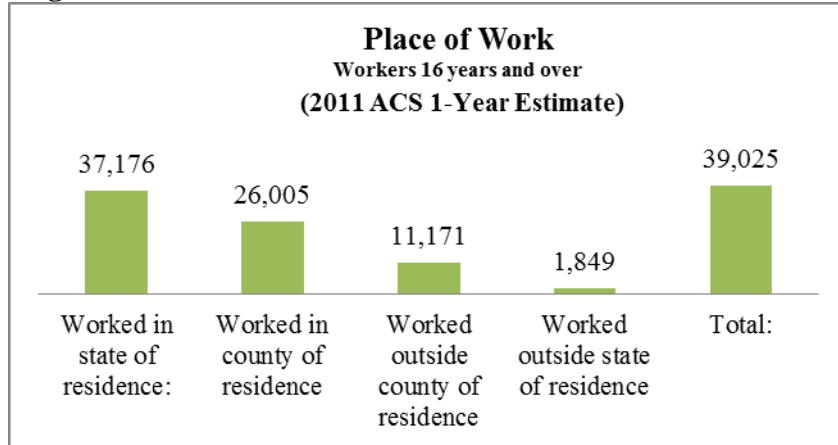 Place of Work
Workers 16 years and over
(2011 ACS 1-Year Estimate)
37,176
26,005
11,171
1,849
39,025
Worked in
state of
residence:
Worked in
county of
residence
Worked
outside
county of
residence
Worked
outside state
of residence
Total: